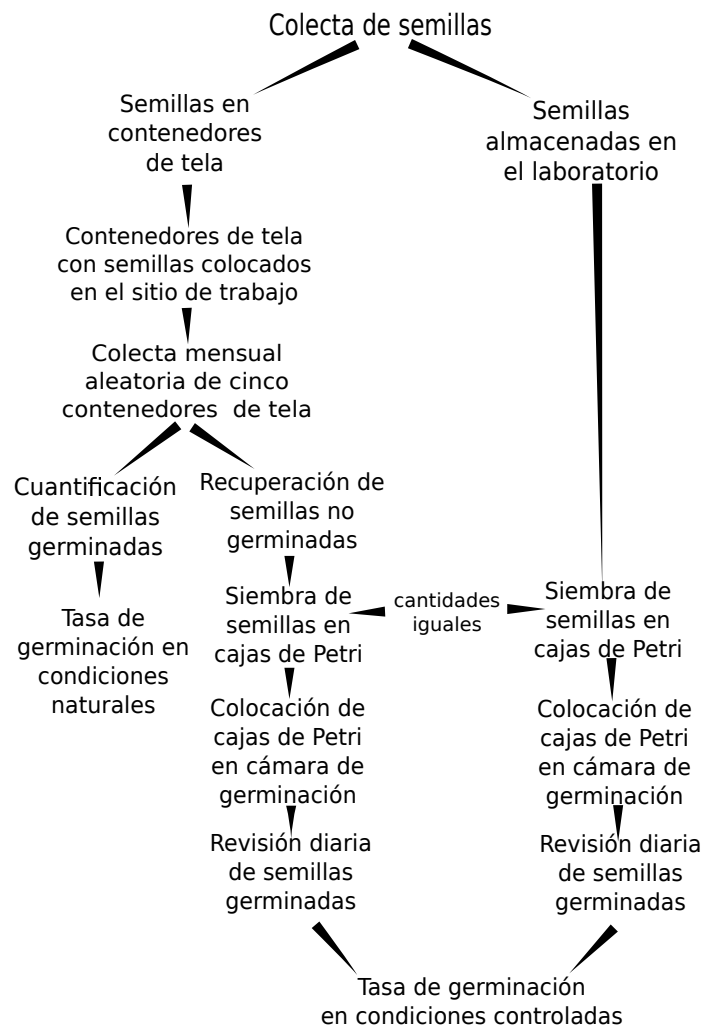 Colecta de semillas
Semillas en
contenedores
de tela
Semillas
almacenadas en
el laboratorio
Contenedores de tela
con semillas colocados
en el sitio de trabajo
Colecta mensual
aleatoria de cinco
contenedores  de tela
Cuantificación
de semillas
germinadas
Recuperación de
semillas no
germinadas
Tasa de
germinación en
condiciones
naturales
Siembra de
semillas en
cajas de Petri
cantidades
iguales
Siembra de
semillas en
cajas de Petri
Colocación de
cajas de Petri
en cámara de
germinación
Colocación de
cajas de Petri
en cámara de
germinación
Revisión diaria
de semillas
germinadas
Revisión diaria
de semillas
germinadas
Tasa de germinación
en condiciones controladas